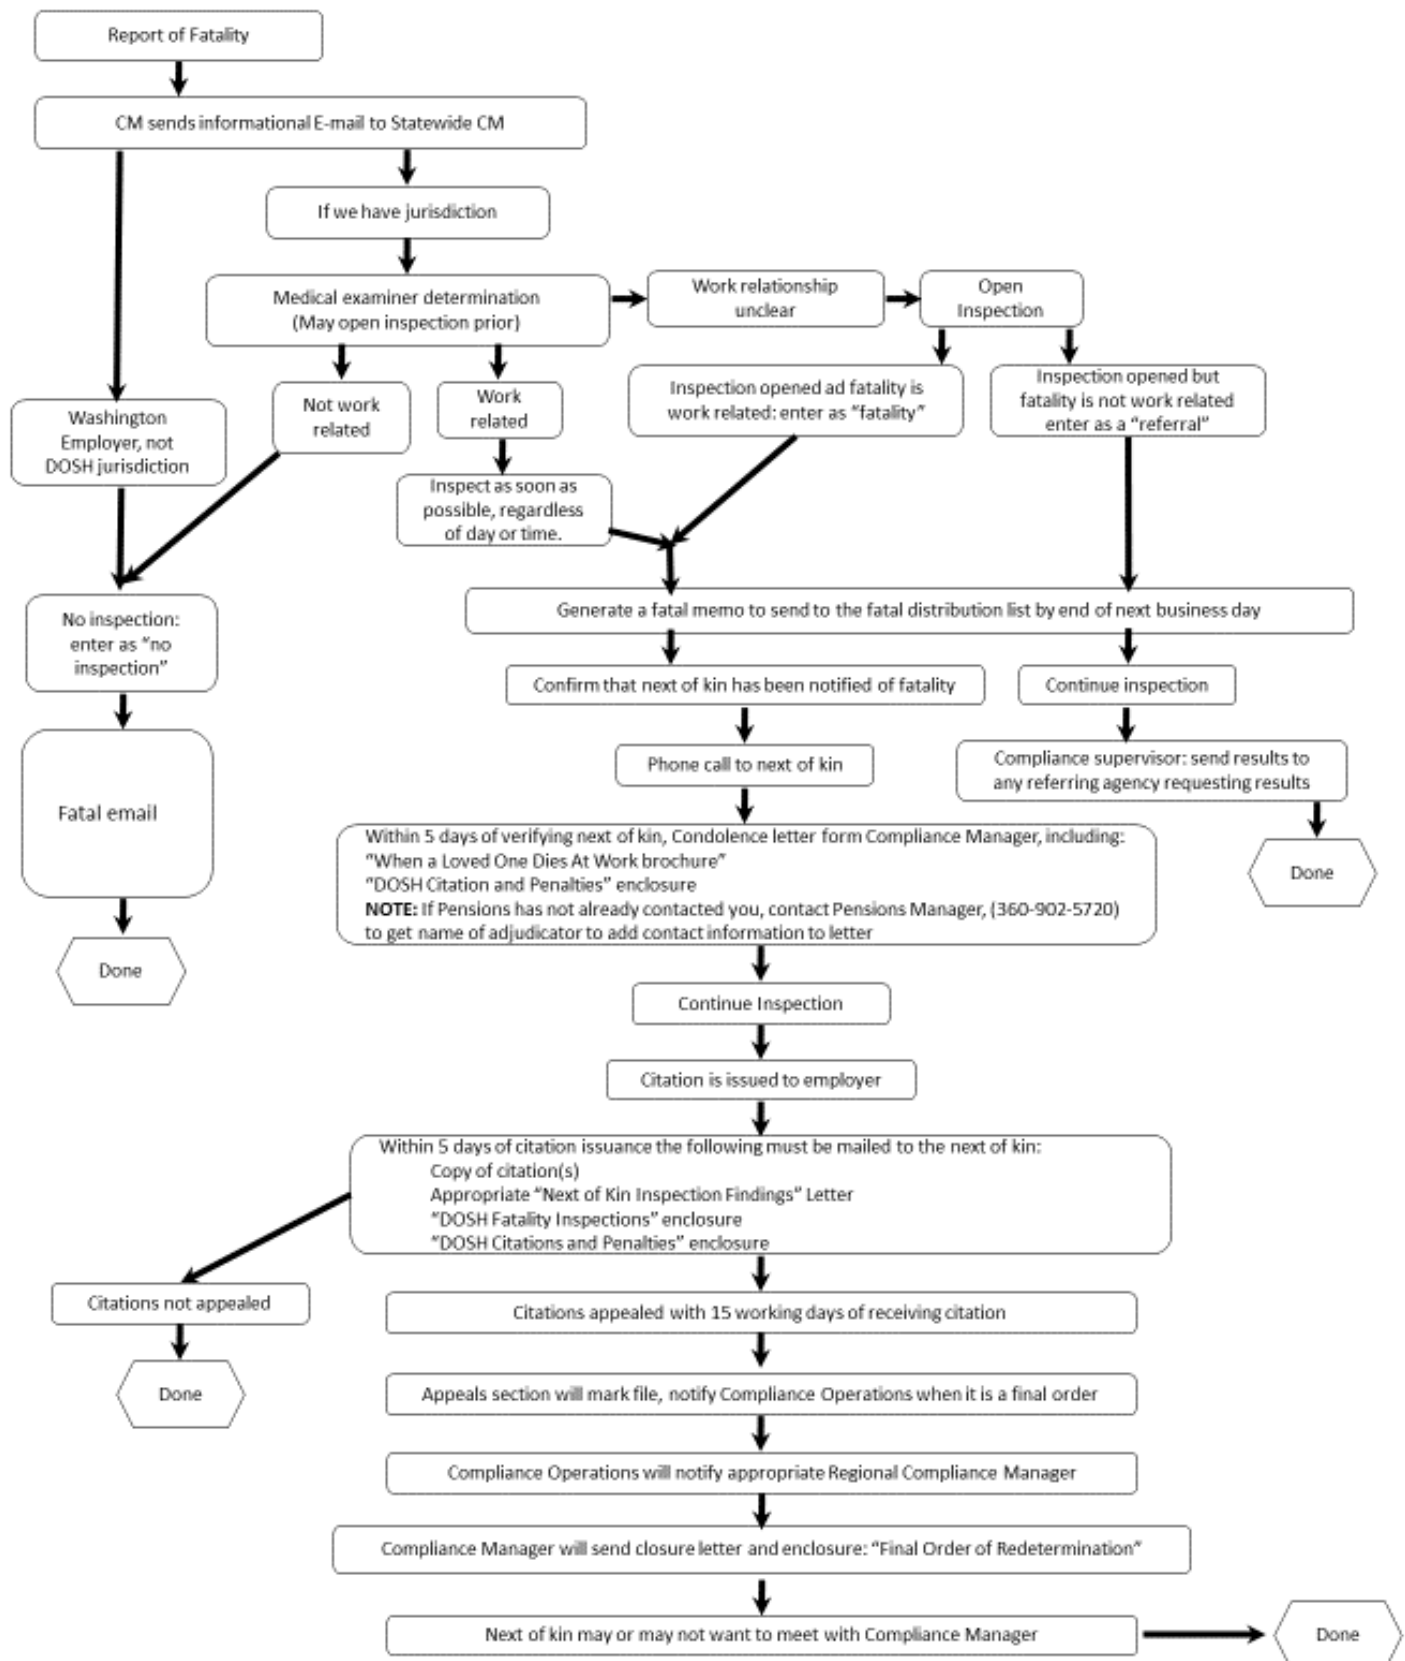 Report of Fatality
CM sends informational E-mail to Statewide CM
If we have jurisdiction
Medical examiner determination
(May open inspection prior)
Work relationship
unclear
Open
Inspection
Washington
Employer, not
DOSH jurisdiction
Not work
related
Work
related
Inspection opened ad fatality is
work related: enter as “fatality”
Inspection opened but
fatality is not work related
enter as a “referral”
Inspect as soon as
possible, regardless
of day or time.
No inspection:
enter as “no
inspection”
Generate a fatal memo to send to the fatal distribution list by end of next business day
Confirm that next of kin has been notified of fatality
Continue inspection
Fatal email
Phone call to next of kin
Compliance supervisor: send results to
any referring agency requesting results
Within 5 days of verifying next of kin, Condolence letter form Compliance Manager, including:
“When a Loved One Dies At Work brochure”
“DOSH Citation and Penalties” enclosure
NOTE: If Pensions has not already contacted you, contact Pensions Manager, (360-902-5720)
to get name of adjudicator to add contact information to letter
Done
Done
Continue Inspection
Citation is issued to employer
Within 5 days of citation issuance the following must be mailed to the next of kin:
Copy of citation(s)
Appropriate “Next of Kin Inspection Findings” Letter
“DOSH Fatality Inspections” enclosure
“DOSH Citations and Penalties” enclosure
Citations not appealed
Citations appealed with 15 working days of receiving citation
Done
Appeals section will mark file, notify Compliance Operations when it is a final order
Compliance Operations will notify appropriate Regional Compliance Manager
Compliance Manager will send closure letter and enclosure: “Final Order of Redetermination”
Next of kin may or may not want to meet with Compliance Manager
Done